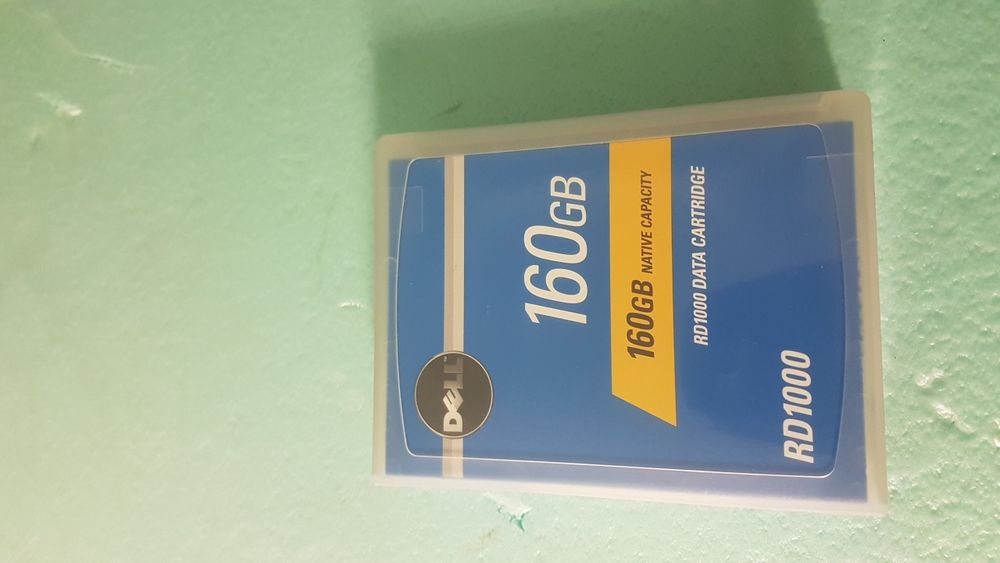 DELL
160GB
160GB NATIVE CAPACITY
RD1000 DATA CARTRIDGE
RD1000